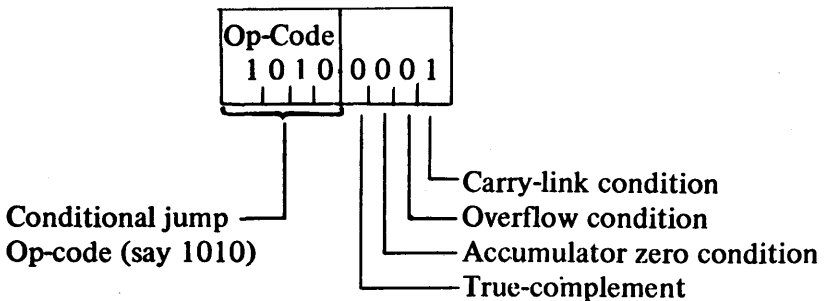 Op-Code
1 0 1 0 0 0 0 1
Carry-link condition
Conditional jump
Overflow condition
Op-code (say 1010)
Accumulator zero condition
True-complement